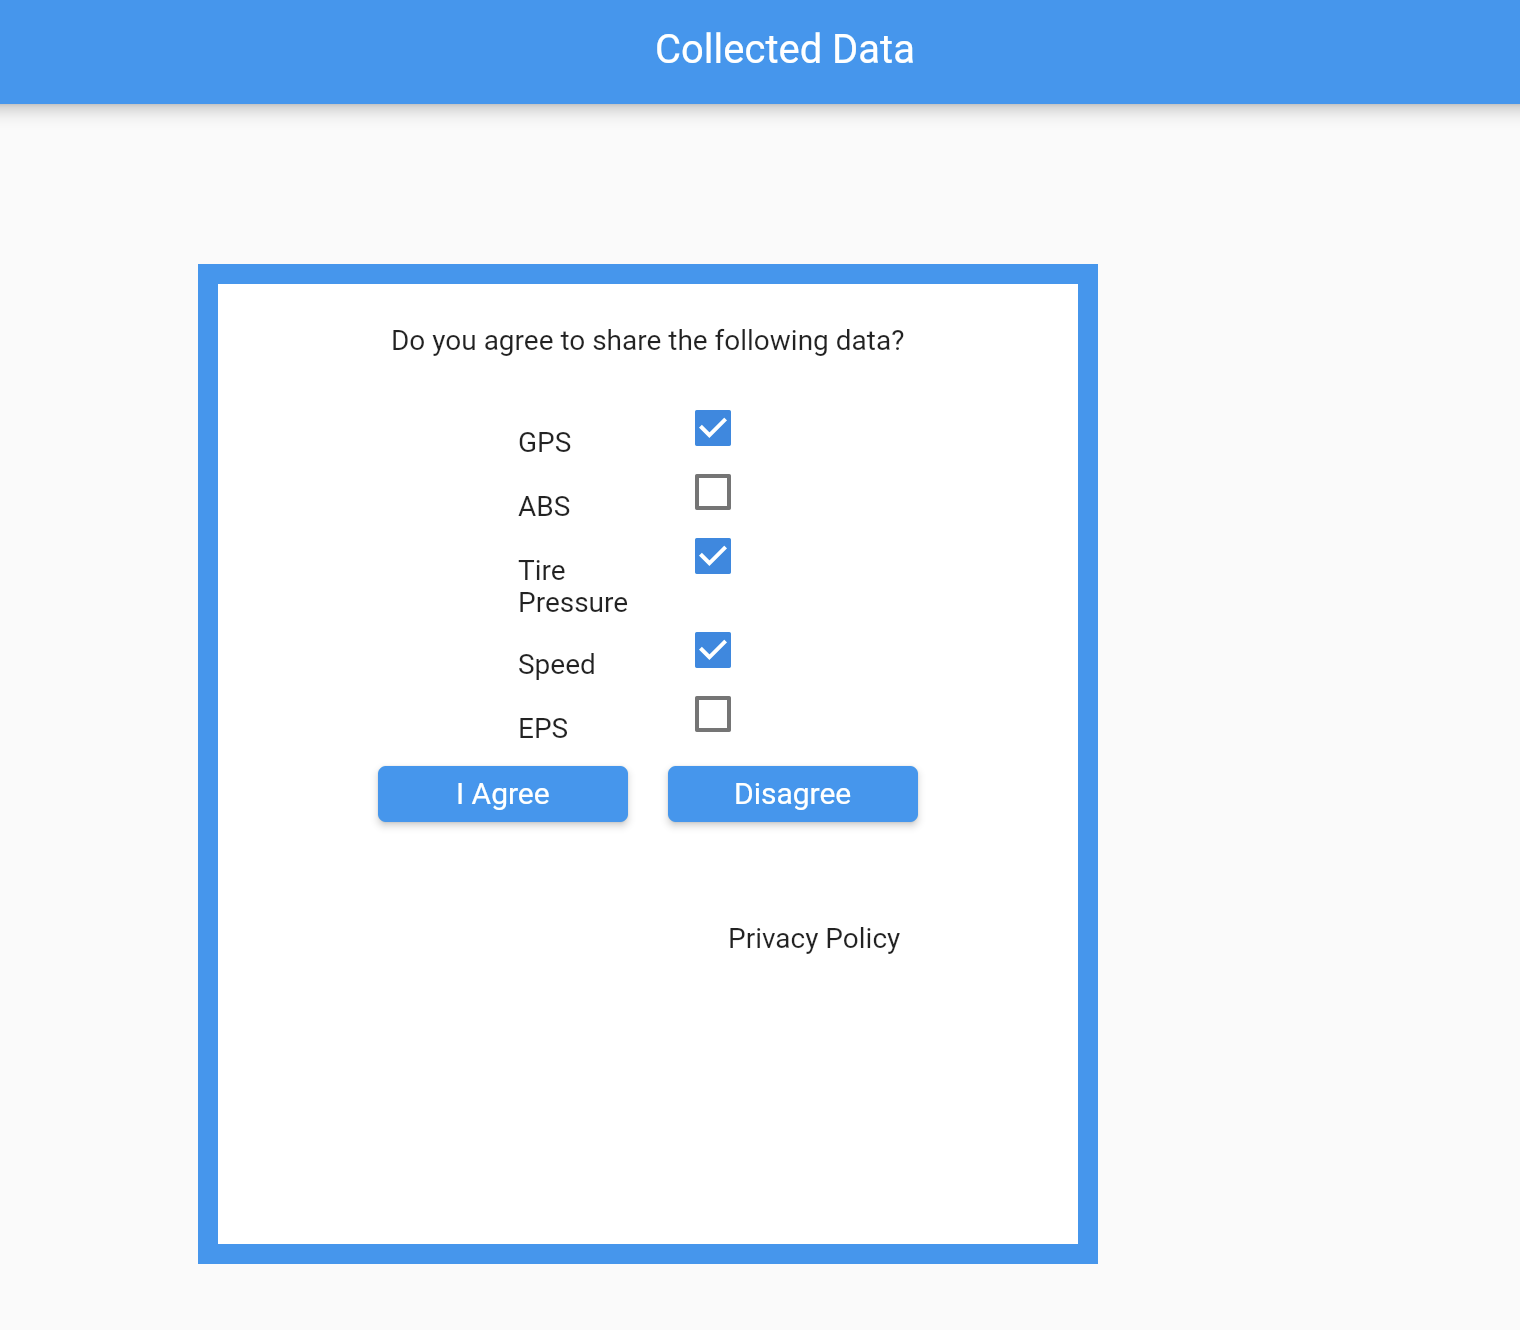 Collected Data
Do you agree to share the following data?
GPS
ABS
Tire
Pressure
Speed
EPS
I Agree
Disagree
Privacy Policy